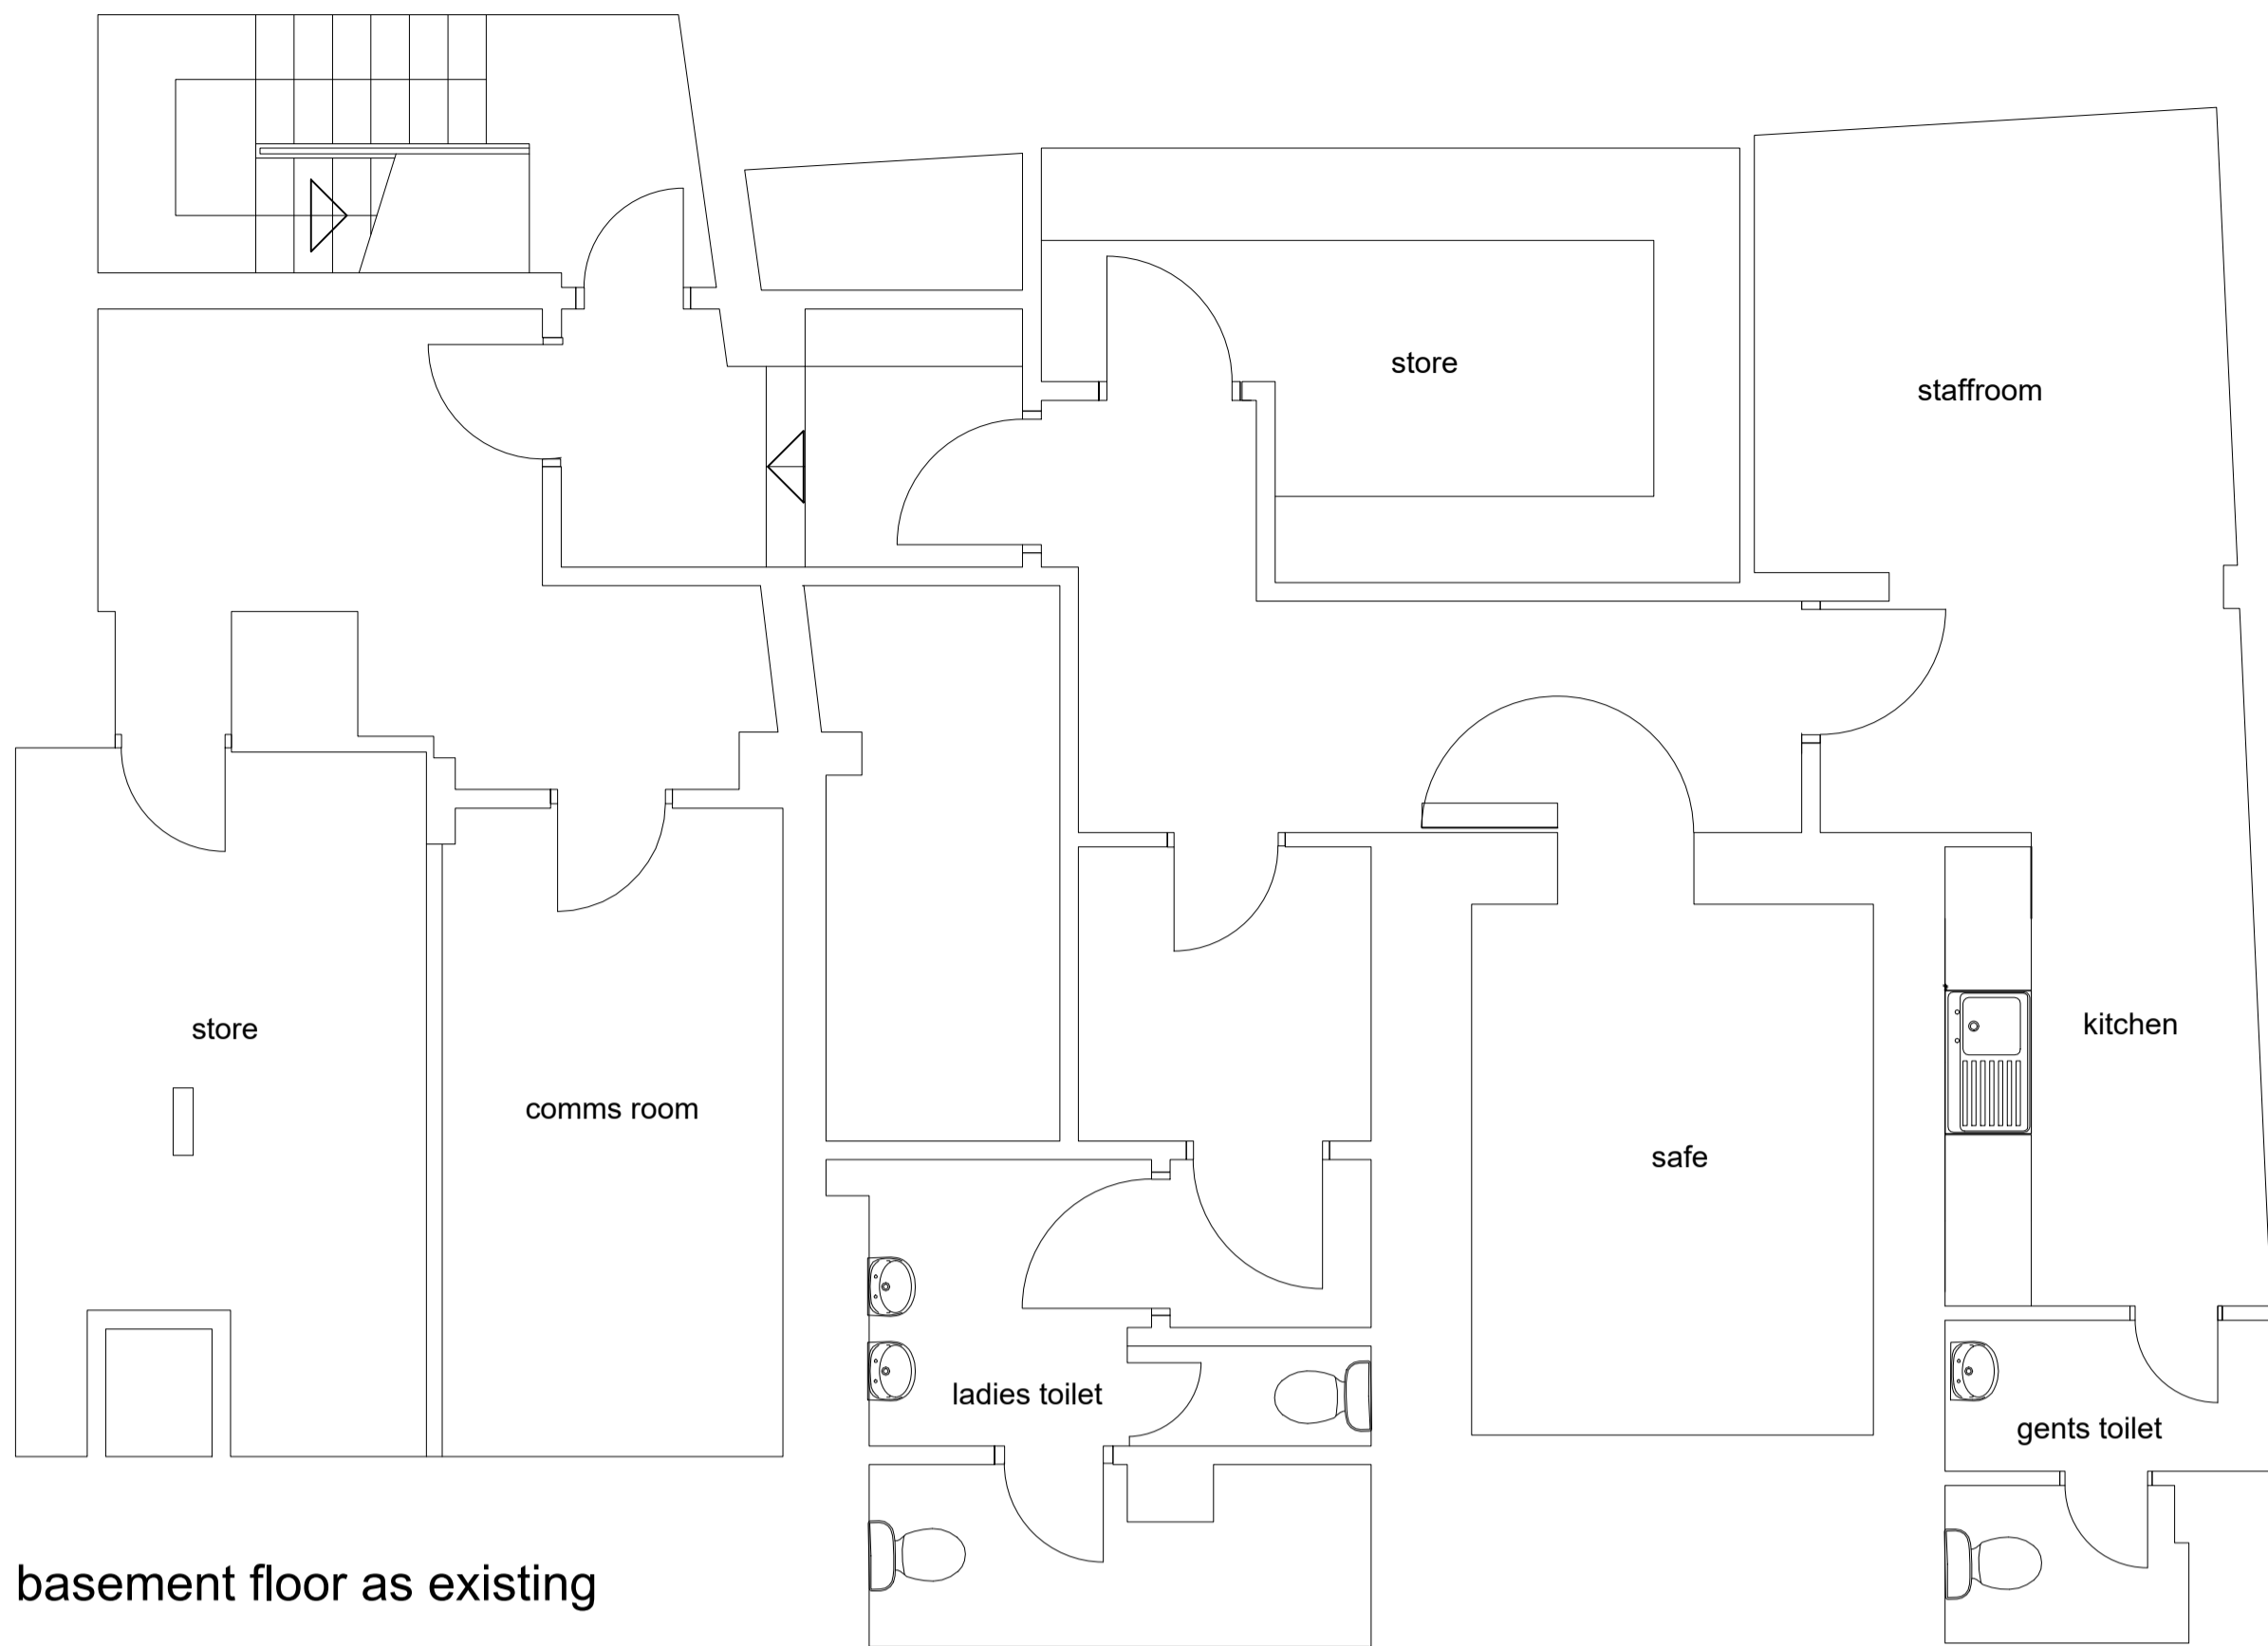 store
staffroom
store
kitchen
comms room
safe
ladies toilet
gents toilet
basement floor as existing